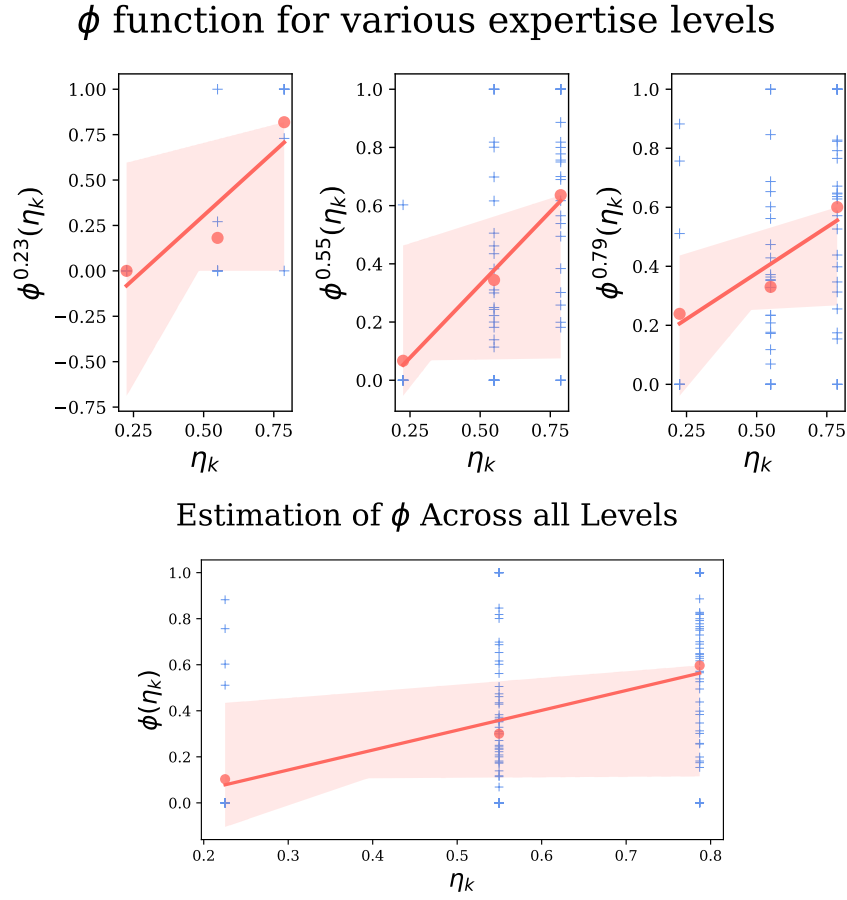 ϕ function for various expertise levels
ϕ^0.23(η_k)
1.00
0.75
0.50
0.25
0.00
−0.25
−0.50
−0.75
0.25 0.50 0.75
η_k
ϕ^0.55(η_k)
1.0
0.8
0.6
0.4
0.2
0.0
0.25 0.50 0.75
η_k
ϕ^0.79(η_k)
1.0
0.8
0.6
0.4
0.2
0.0
0.25 0.50 0.75
η_k
Estimation of ϕ Across all Levels
ϕ(η_k)
1.0
0.8
0.6
0.4
0.2
0.0
0.2 0.3 0.4 0.5 0.6 0.7 0.8
η_k